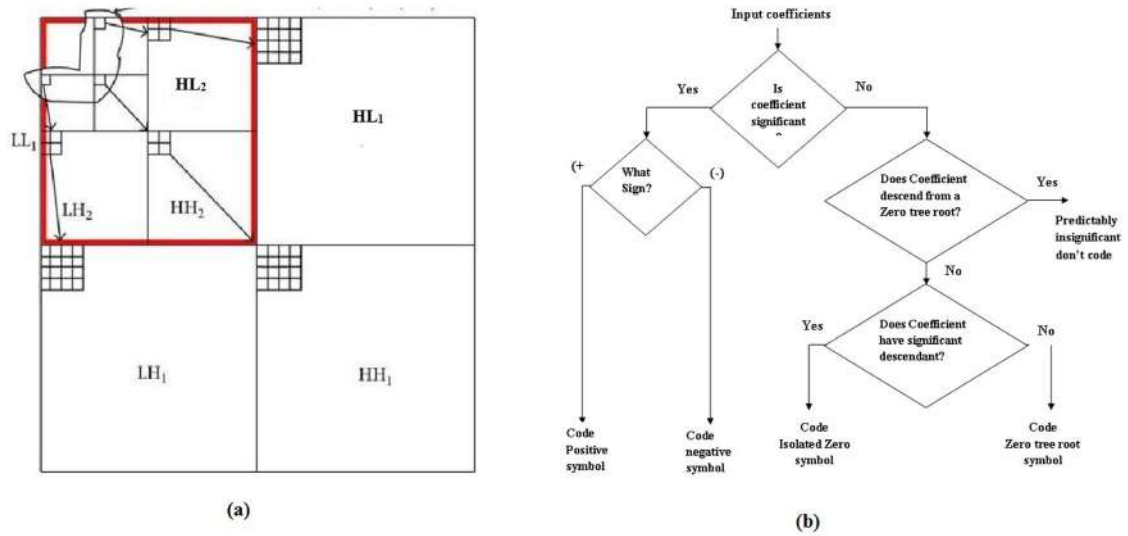 HL₂
HL₁
LL₁
LH₂
HH₂
LH₁
HH₁
(a)
Input coefficients
Is
coefficient
significant
?
Yes
No
What
Sign?
(+
(-)
Does Coefficient
descend from a
Zero tree root?
Yes
Predictably
insignificant
don't code
No
Does Coefficient
have significant
descendant?
Yes
No
Code
Positive
symbol
Code
negative
symbol
Code
Isolated Zero
symbol
Code
Zero tree root
symbol
(b)